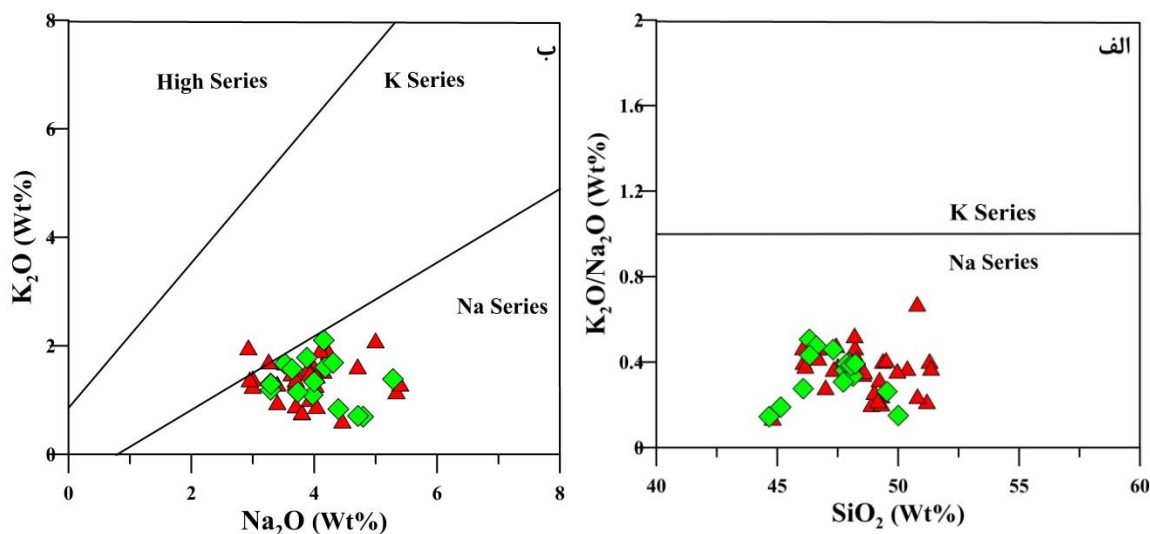 ب
High Series
K Series
Na Series
K₂O (Wt%)
8
6
4
2
0
0
2
4
6
8
Na₂O (Wt%)
الف
K Series
Na Series
K₂O/Na₂O (Wt%)
2
1.6
1.2
0.8
0.4
0
40
45
50
55
60
SiO₂ (Wt%)